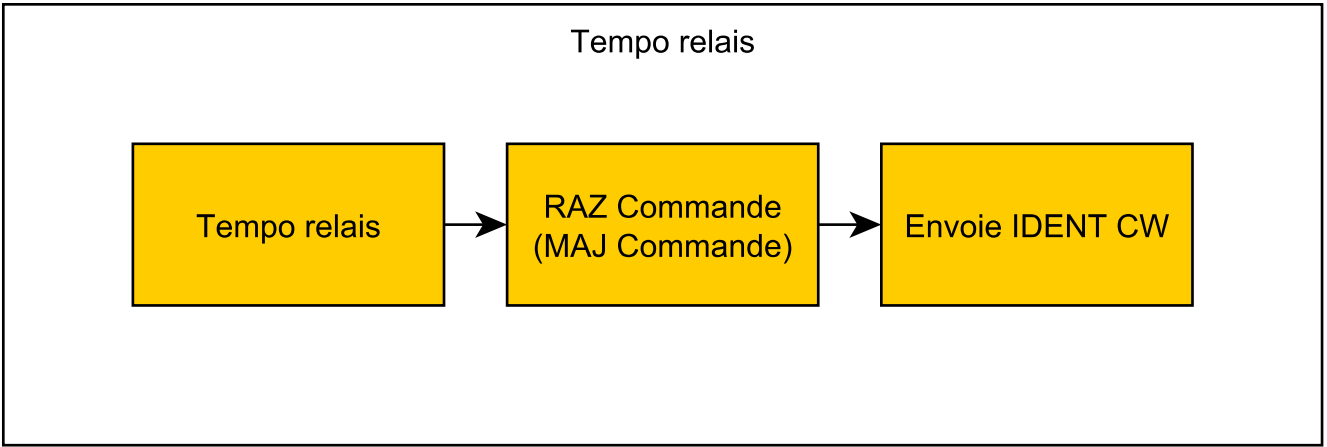 Tempo relais
Tempo relais
RAZ Commande
(MAJ Commande)
Envoie IDENT CW